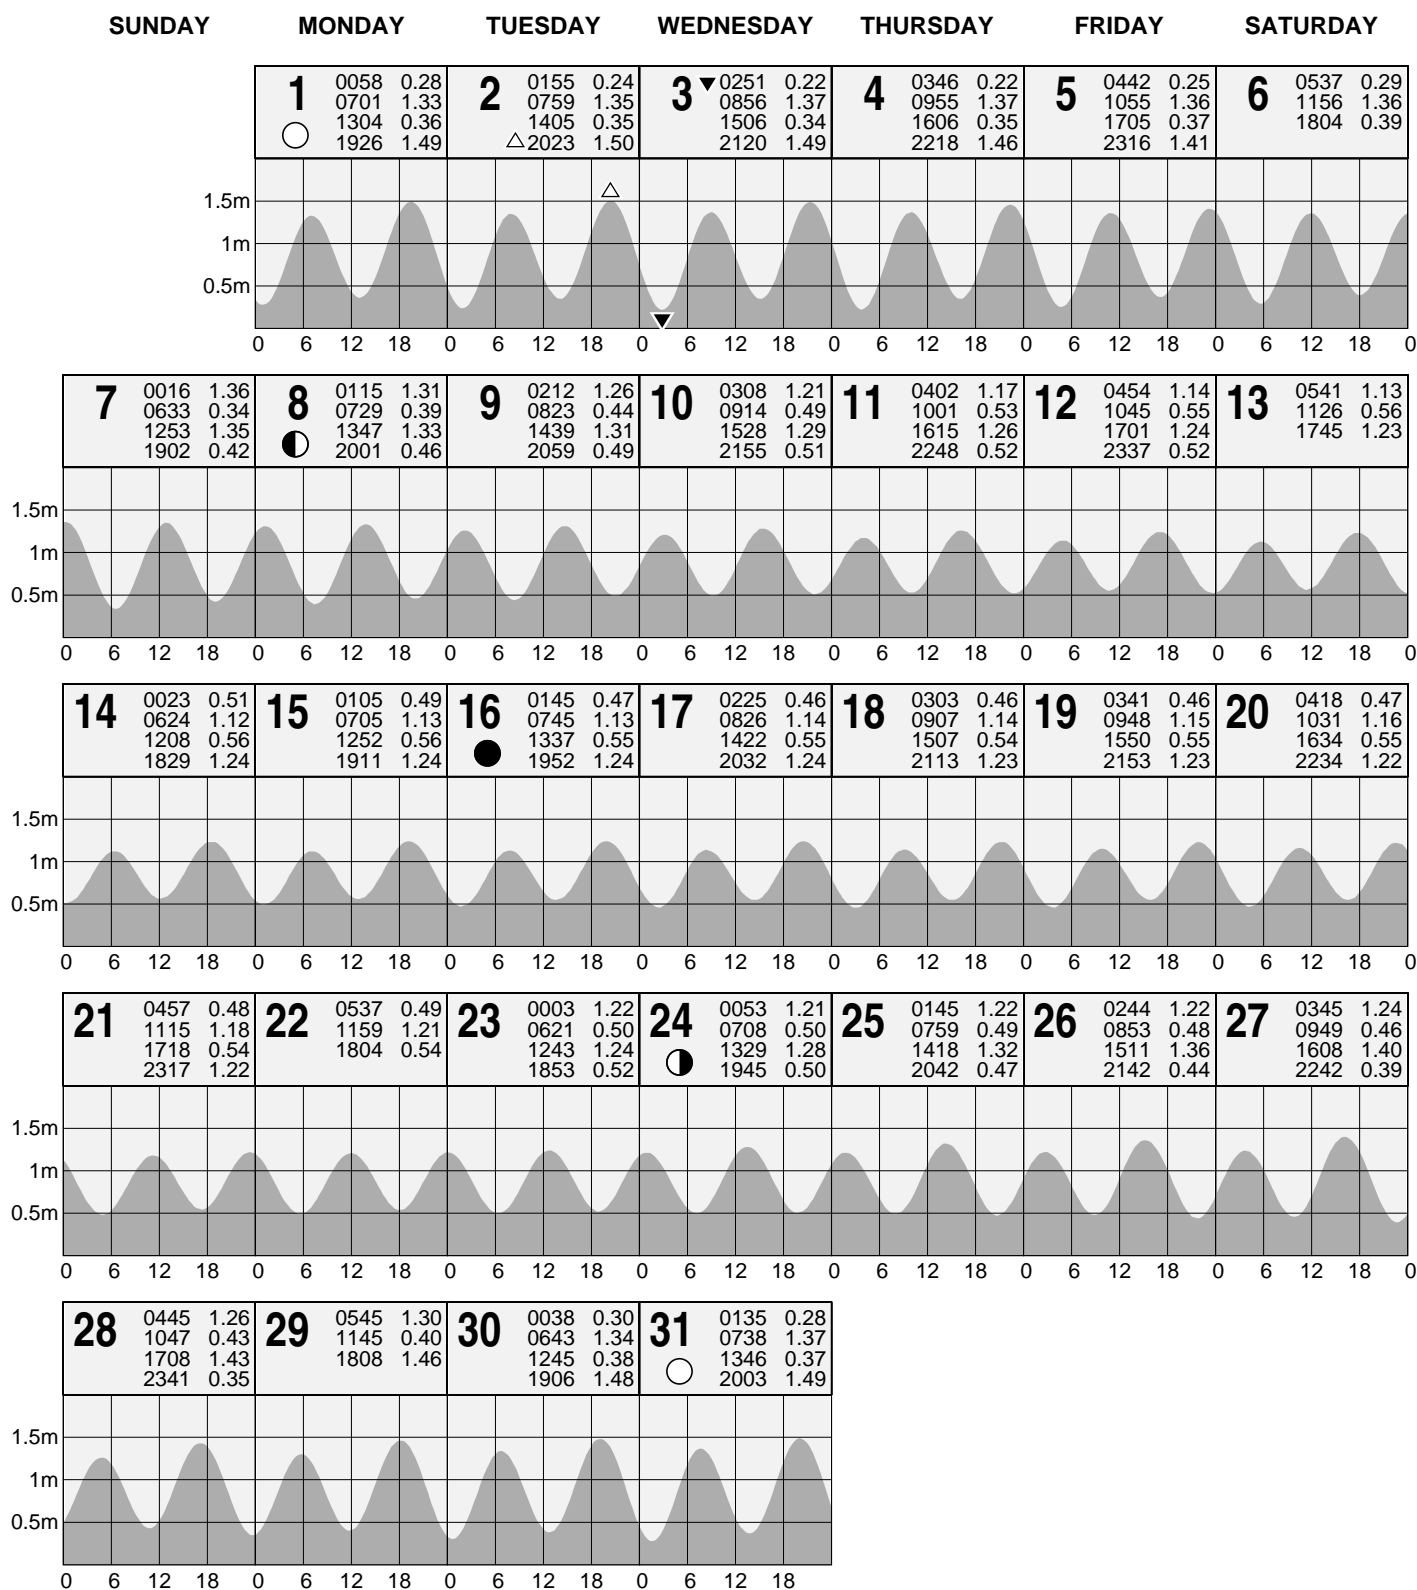 SUNDAY MONDAY TUESDAY WEDNESDAY THURSDAY FRIDAY SATURDAY
1 0058 0.28 2 0155 0.24 3 0251 0.22 4 0346 0.22 5 0442 0.25 6 0537 0.29
0701 1.33 0759 1.35 0856 1.37 0955 1.37 1055 1.36 1156 1.36
1304 0.36 1405 0.35 1506 0.34 1606 0.35 1705 0.37 1804 0.39
1926 1.49 2023 1.50 2120 1.49 2218 1.46 2316 1.41
1.5m
1m
0.5m
0 6 12 18 0 6 12 18 0 6 12 18 0 6 12 18 0 6 12 18 0 6 12 18 0
7 0016 1.36 8 0115 1.31 9 0212 1.26 10 0308 1.21 11 0402 1.17 12 0454 1.14 13 0541 1.13
0633 0.34 0729 0.39 0823 0.44 0914 0.49 1001 0.53 1045 0.55 1126 0.56
1253 1.35 1347 1.33 1439 1.31 1528 1.29 1615 1.26 1701 1.24 1745 1.23
1902 0.42 2001 0.46 2059 0.49 2155 0.51 2248 0.52 2337 0.52
1.5m
1m
0.5m
0 6 12 18 0 6 12 18 0 6 12 18 0 6 12 18 0 6 12 18 0 6 12 18 0 6 12 18 0
14 0023 0.51 15 0105 0.49 16 0145 0.47 17 0225 0.46 18 0303 0.46 19 0341 0.46 20 0418 0.47
0624 1.12 0705 1.13 0745 1.13 0826 1.14 0907 1.14 0948 1.15 1031 1.16
1208 0.56 1252 0.56 1337 0.55 1422 0.55 1507 0.54 1550 0.55 1634 0.55
1829 1.24 1911 1.24 1952 1.24 2032 1.24 2113 1.23 2153 1.23 2234 1.22
1.5m
1m
0.5m
0 6 12 18 0 6 12 18 0 6 12 18 0 6 12 18 0 6 12 18 0 6 12 18 0 6 12 18 0
21 0457 0.48 22 0537 0.49 23 0003 1.22 24 0053 1.21 25 0145 1.22 26 0244 1.22 27 0345 1.24
1115 1.18 1159 1.21 0621 0.50 0708 0.50 0759 0.49 0853 0.48 0949 0.46
1718 0.54 1804 0.54 1243 1.24 1329 1.28 1418 1.32 1511 1.36 1608 1.40
2317 1.22 1853 0.52 1945 0.50 2042 0.47 2142 0.44 2242 0.39
1.5m
1m
0.5m
0 6 12 18 0 6 12 18 0 6 12 18 0 6 12 18 0 6 12 18 0 6 12 18 0 6 12 18 0
28 0445 1.26 29 0545 1.30 30 0038 0.30 31 0135 0.28
1047 0.43 1145 0.40 0643 1.34 0738 1.37
1708 1.43 1808 1.46 1245 0.38 1346 0.37
2341 0.35 1906 1.48 2003 1.49
1.5m
1m
0.5m
0 6 12 18 0 6 12 18 0 6 12 18 0 6 12 18